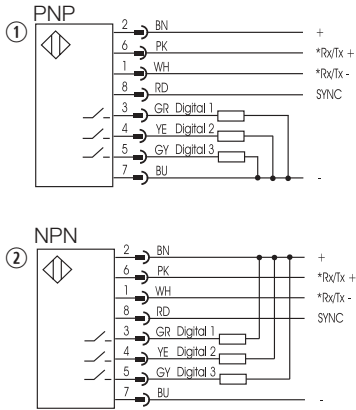 PNP
1
2 BN +
6 PK *Rx/Tx +
1 WH *Rx/Tx -
8 RD SYNC
3 GR Digital 1
4 YE Digital 2
5 GY Digital 3
7 BU -
NPN
2
2 BN +
6 PK *Rx/Tx +
1 WH *Rx/Tx -
8 RD SYNC
3 GR Digital 1
4 YE Digital 2
5 GY Digital 3
7 BU -